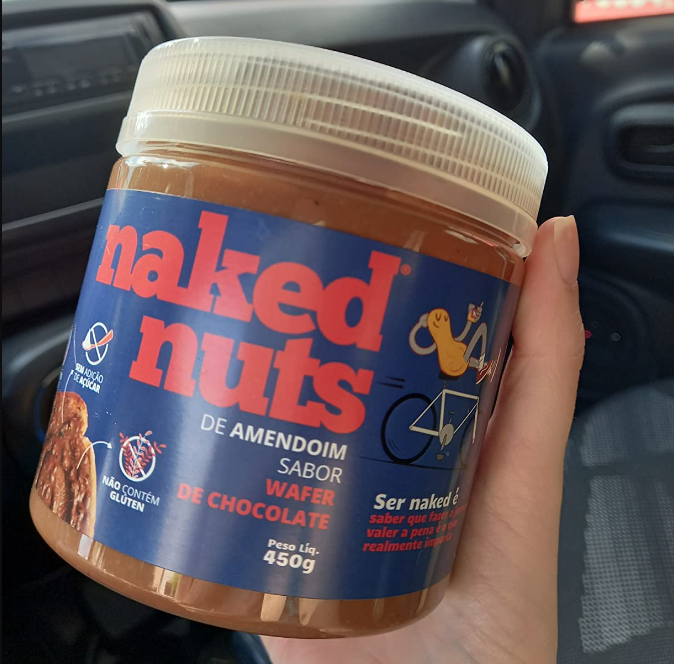 naked®
nuts
DE AMENDOIM
SABOR
WAFER
DE CHOCOLATE
Peso Líq.
450g
SEM ADIÇÃO
DE AÇÚCAR
NÃO CONTÉM
GLÚTEN
Ser naked é
saber que
valer a pena é
realmente